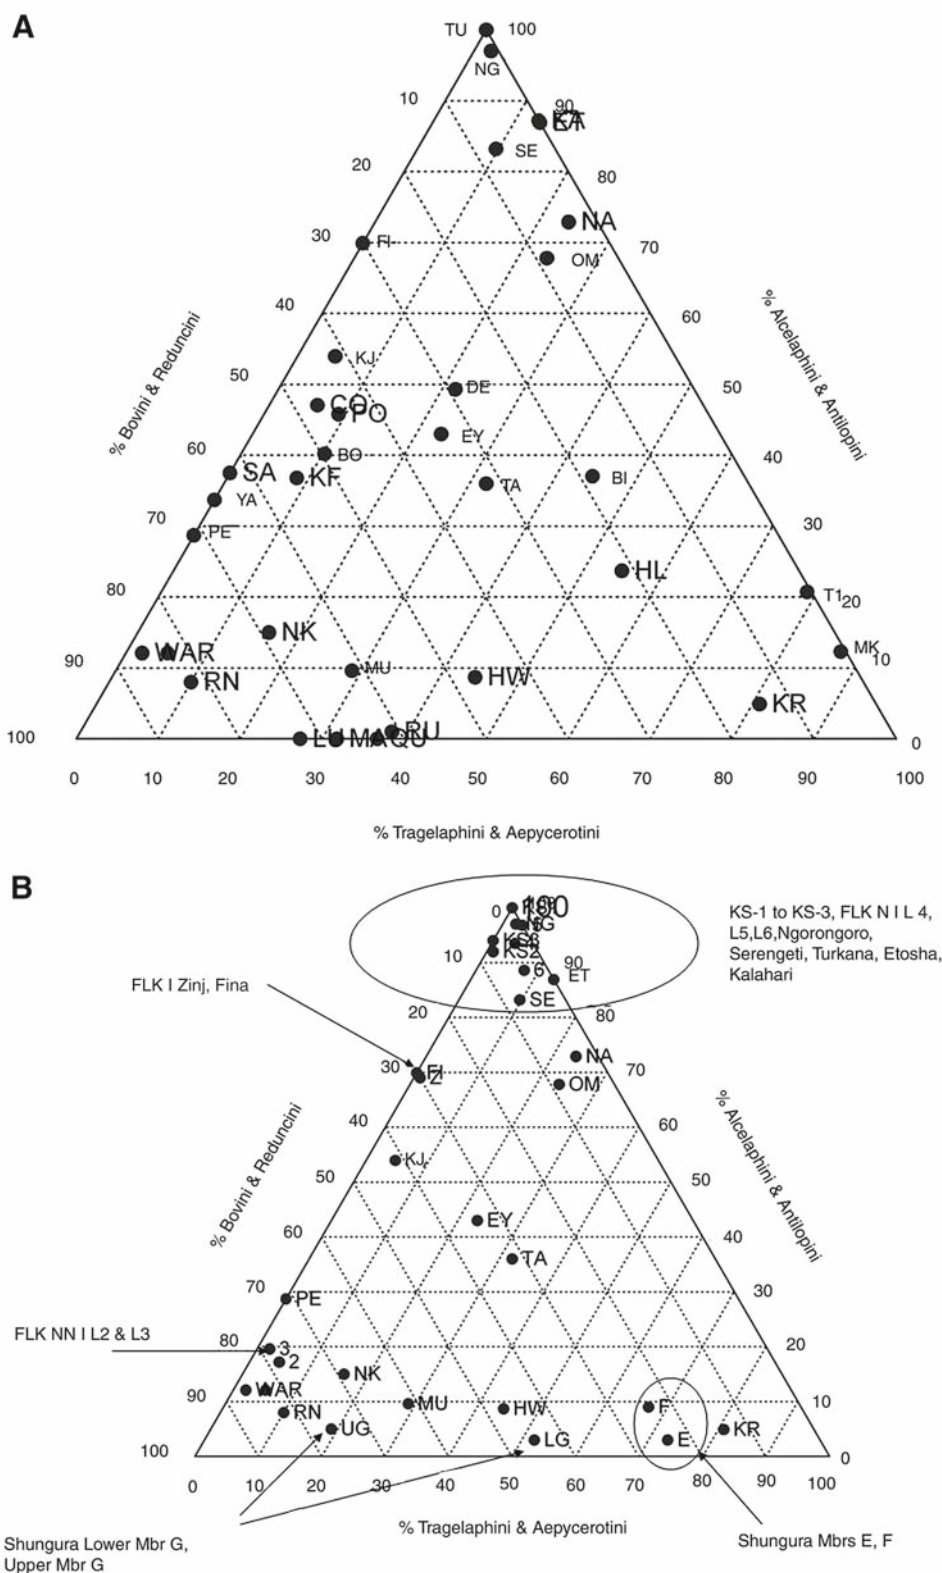 A
TU 100
NG
10
90
ET
SE
20
80
NA
30 FI
70
OM
40
60
% Bovini & Reduncini
% Alcelaphini & Antilopini
KJ
50
DE
50
CO
PO
EY
60
BO
40
SA
KF
BI
TA
YA
70
PE
30
HL
80
T1 20
NK
90
WAR
MU
MK
10
RN
HW
KR
RU
100
LU MA QU
0
0 10 20 30 40 50 60 70 80 90 100
% Tragelaphini & Aepycerotini
B
0 100
NG
KS3
KS2
10
90
6 ET
SE
20
80
KS-1 to KS-3, FLK N I L 4,
L5,L6,Ngorongoro,
Serengeti, Turkana, Etosha,
Kalahari
FLK I Zinj, Fina
NA
30 FI
Z
70
OM
40
60
% Bovini & Reduncini
% Alcelaphini & Antilopini
KJ
50
50
EY
60
40
TA
70
PE
30
FLK NN I L2 & L3
80
3
20
2
NK
WAR
90
MU
10
RN
HW
F
UG
LG
E
KR
100
0
0 10 20 30 40 50 60 70 80 90 100
% Tragelaphini & Aepycerotini
Shungura Lower Mbr G,
Upper Mbr G
Shungura Mbrs E, F